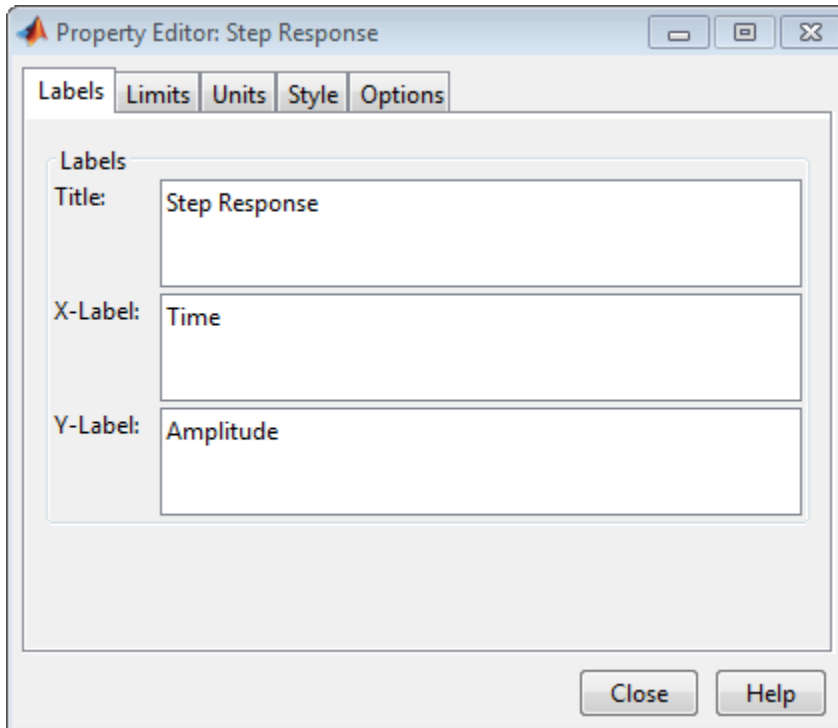 Property Editor: Step Response
Labels Limits Units Style Options
Labels
Title: Step Response
X-Label: Time
Y-Label: Amplitude
Close Help